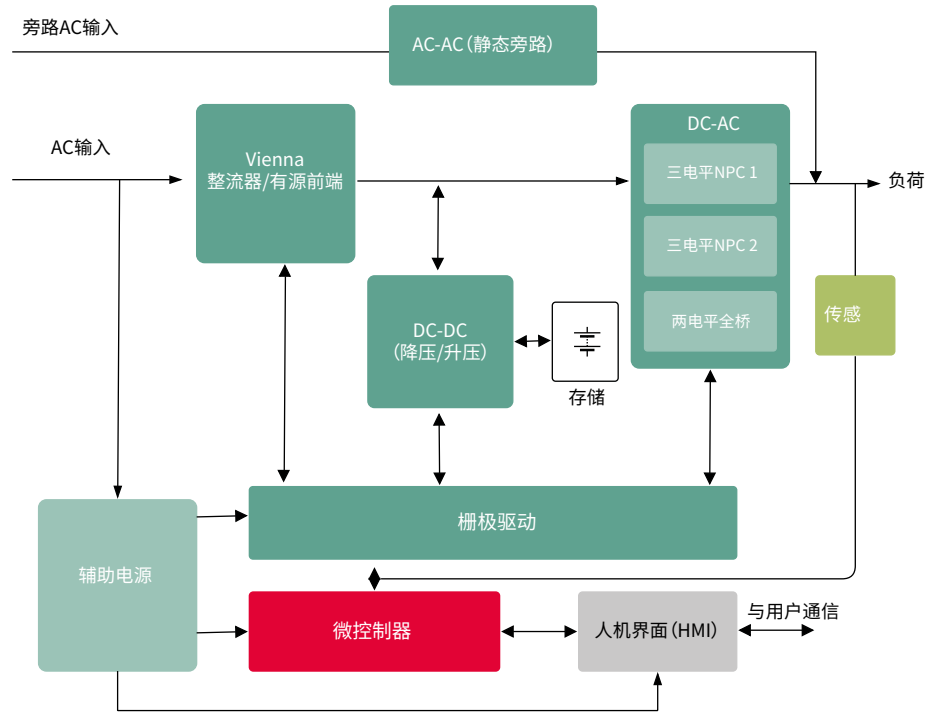 旁路AC输入
AC-AC（静态旁路）
AC输入
Vienna
整流器/有源前端
DC-AC
三电平NPC 1
三电平NPC 2
两电平全桥
负荷
传感
DC-DC
（降压/升压）
存储
栅极驱动
辅助电源
微控制器
人机界面（HMI）
与用户通信